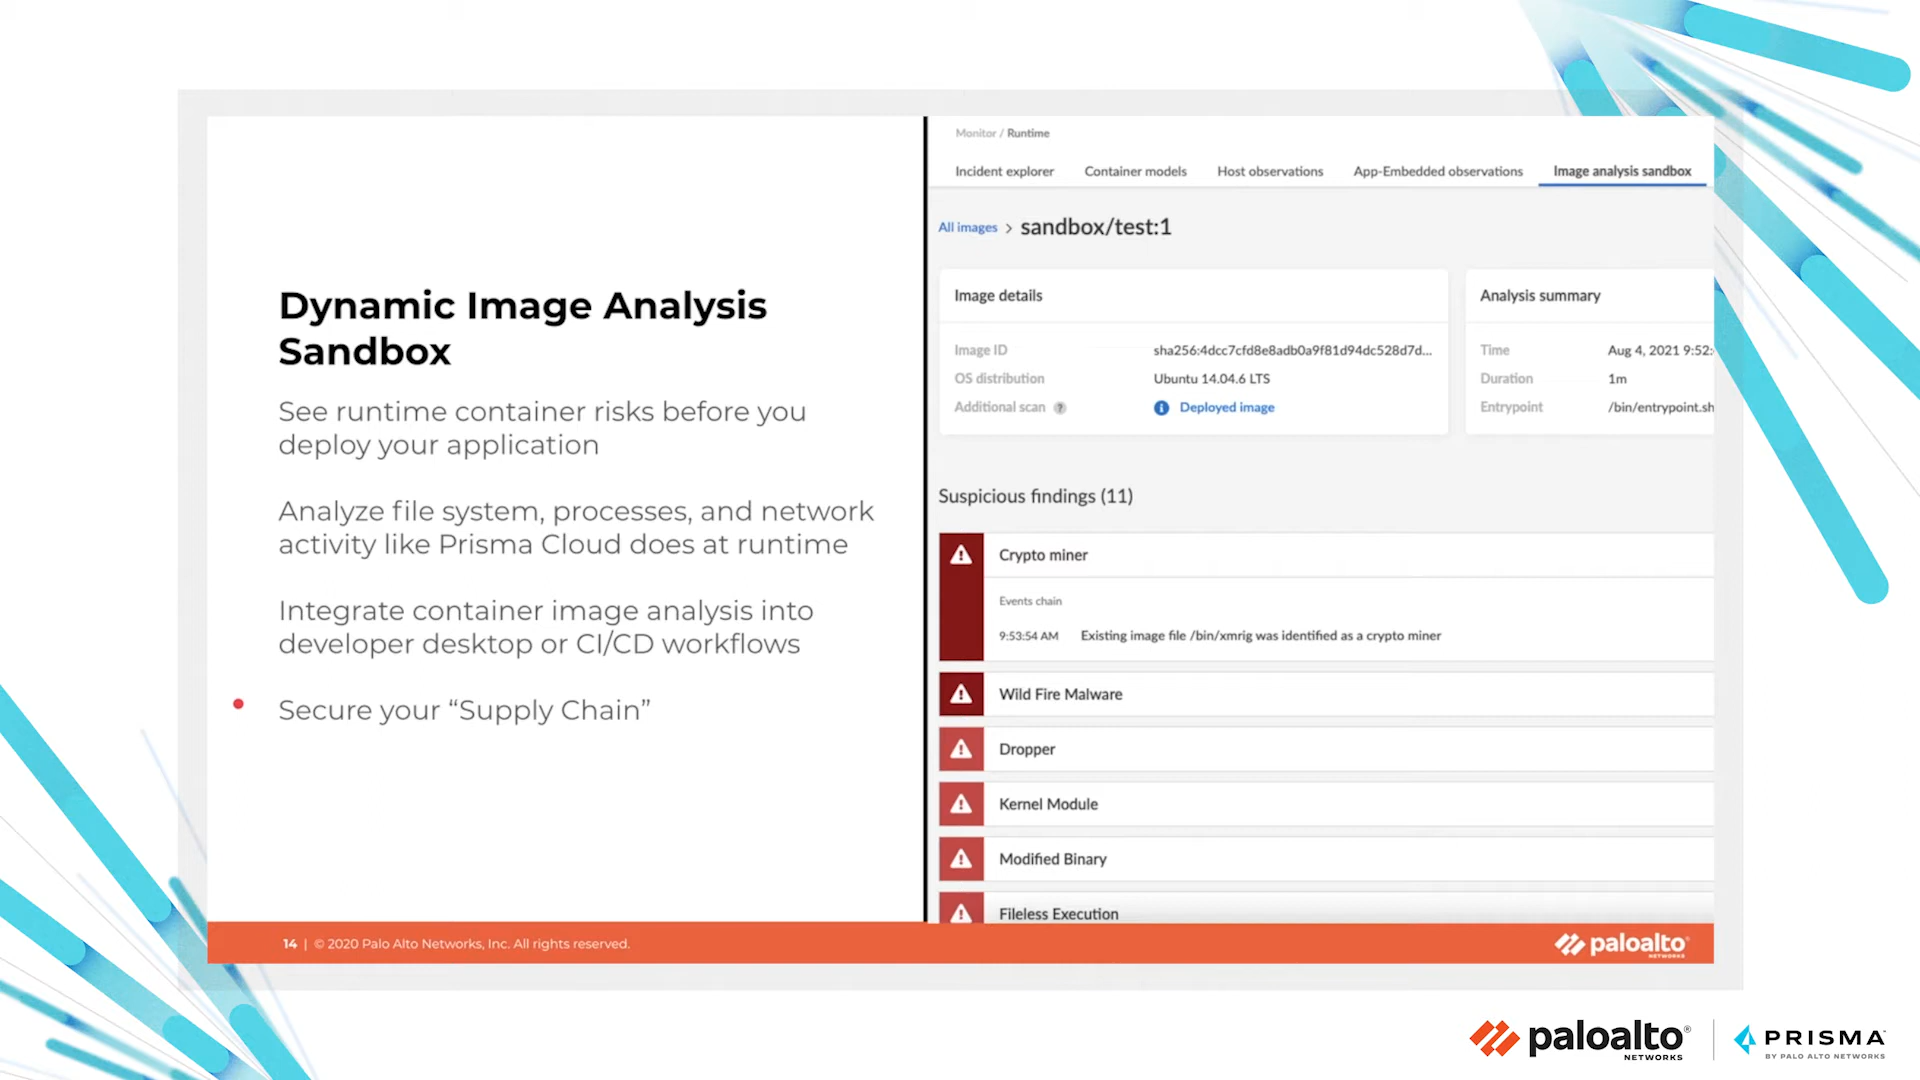 Dynamic Image Analysis
Sandbox
See runtime container risks before you
deploy your application
Analyze file system, processes, and network
activity like Prisma Cloud does at runtime
Integrate container image analysis into
developer desktop or CI/CD workflows
• Secure your “Supply Chain”
Monitor / Runtime
Incident explorer Container models Host observations App-Embedded observations Image analysis sandbox
All images > sandbox/test:1
Image details
Image ID sha256:4dcc7cfd8e8adb0a9f81d94dc528d7d...
OS distribution Ubuntu 14.04.6 LTS
Additional scan ? Deployed image
Analysis summary
Time Aug 4, 2021 9:52:
Duration 1m
Entrypoint /bin/entrypoint.sh
Suspicious findings (11)
Crypto miner
Events chain
9:53:54 AM Existing image file /bin/xmrig was identified as a crypto miner
Wild Fire Malware
Dropper
Kernel Module
Modified Binary
Fileless Execution
14 | © 2020 Palo Alto Networks, Inc. All rights reserved.
paloalto
NETWORKS
paloalto®
NETWORKS
PRISMA™
BY PALO ALTO NETWORKS